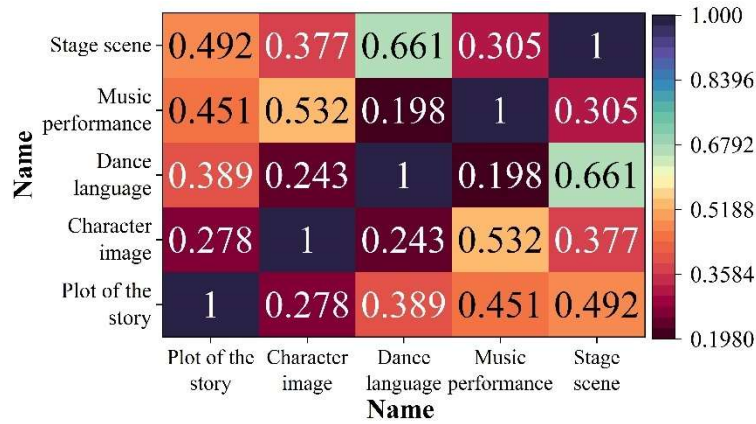 Stage scene 0.492 0.377 0.661 0.305 1
Music
performance 0.451 0.532 0.198 1 0.305
Dance
language 0.389 0.243 1 0.198 0.661
Character
image 0.278 1 0.243 0.532 0.377
Plot of the
story 1 0.278 0.389 0.451 0.492
Name
Plot of the Character Dance Music Stage
story image language performance scene
Name
1.000
0.8396
0.6792
0.5188
0.3584
0.1980